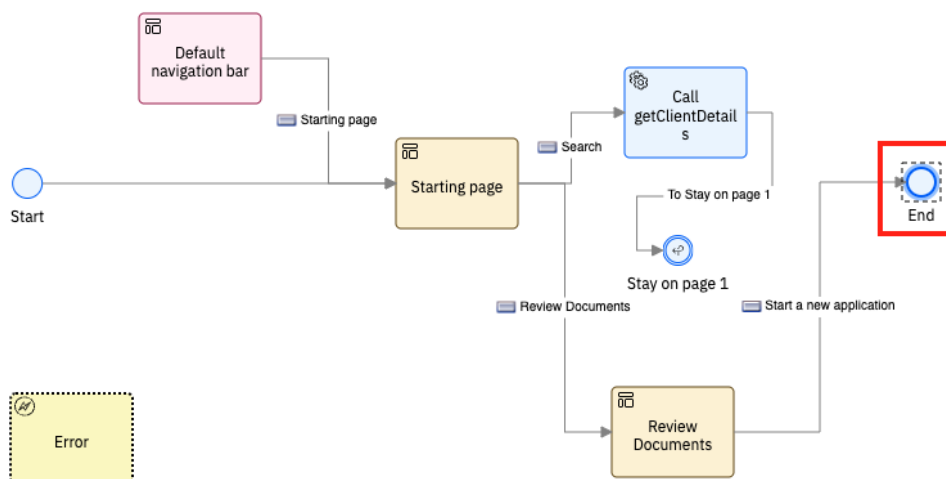 Default
navigation bar
Starting page
Call
getClientDetail
s
Search
Starting page
Start
To Stay on page 1
End
Stay on page 1
Review Documents
Start a new application
Review
Documents
Error